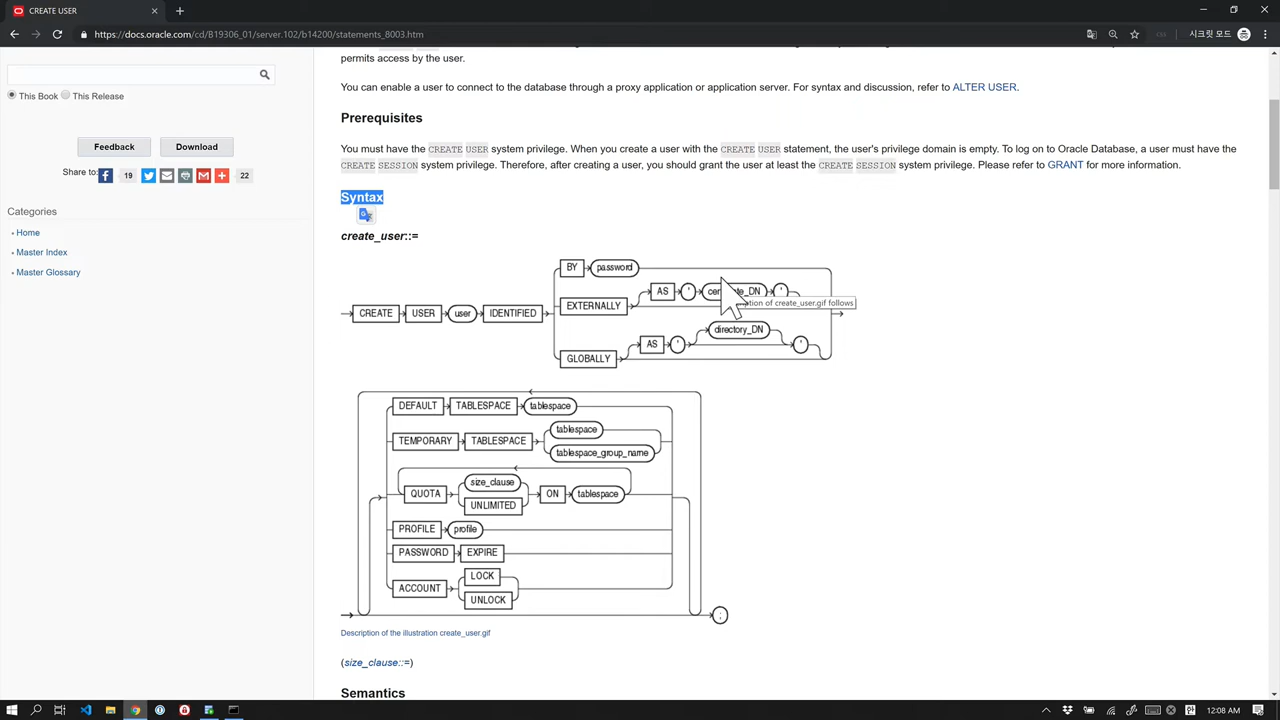 CREATE USER
https://docs.oracle.com/cd/B19306_01/server.102/b14200/statements_8003.htm
시크릿 모드
This Book This Release
Feedback Download
Share to: 19 22
Categories
Home
Master Index
Master Glossary
permits access by the user.
You can enable a user to connect to the database through a proxy application or application server. For syntax and discussion, refer to ALTER USER.
Prerequisites
You must have the CREATE USER system privilege. When you create a user with the CREATE USER statement, the user's privilege domain is empty. To log on to Oracle Database, a user must have the
CREATE SESSION system privilege. Therefore, after creating a user, you should grant the user at least the CREATE SESSION system privilege. Please refer to GRANT for more information.
Syntax
create_user::=
BY password
AS ' _DN '
of create_user.gif follows
EXTERNALLY
CREATE USER user IDENTIFIED
directory_DN
AS ' '
GLOBALLY
DEFAULT TABLESPACE tablespace
tablespace
TEMPORARY TABLESPACE
tablespace_group_name
size_clause
QUOTA ON tablespace
UNLIMITED
PROFILE profile
PASSWORD EXPIRE
LOCK
ACCOUNT
UNLOCK
;
Description of the illustration create_user.gif
(size_clause::=)
Semantics
12:08 AM